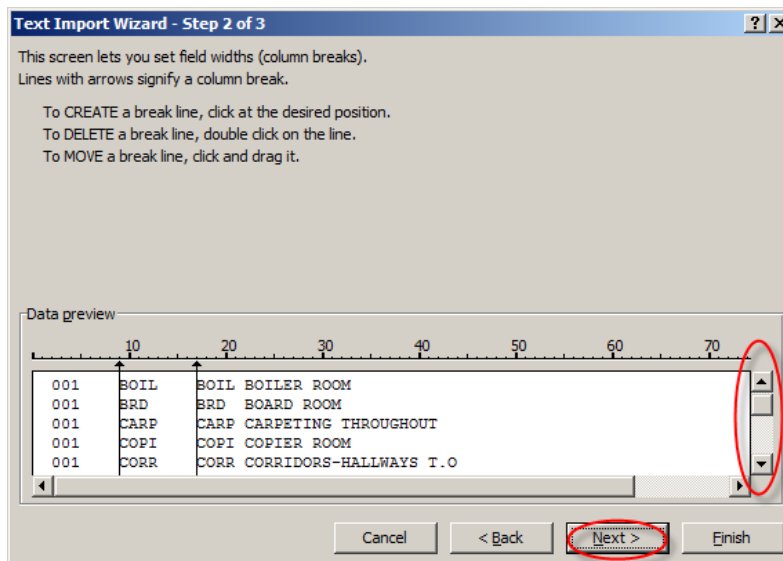 Text Import Wizard - Step 2 of 3
This screen lets you set field widths (column breaks).
Lines with arrows signify a column break.
To CREATE a break line, click at the desired position.
To DELETE a break line, double click on the line.
To MOVE a break line, click and drag it.
Data preview
10 20 30 40 50 60 70
001 BOIL BOIL BOILER ROOM
001 BRD BRD BOARD ROOM
001 CARP CARP CARPETING THROUGHOUT
001 COPI COPI COPIER ROOM
001 CORR CORR CORRIDORS-HALLWAYS T.O
Cancel < Back Next > Finish